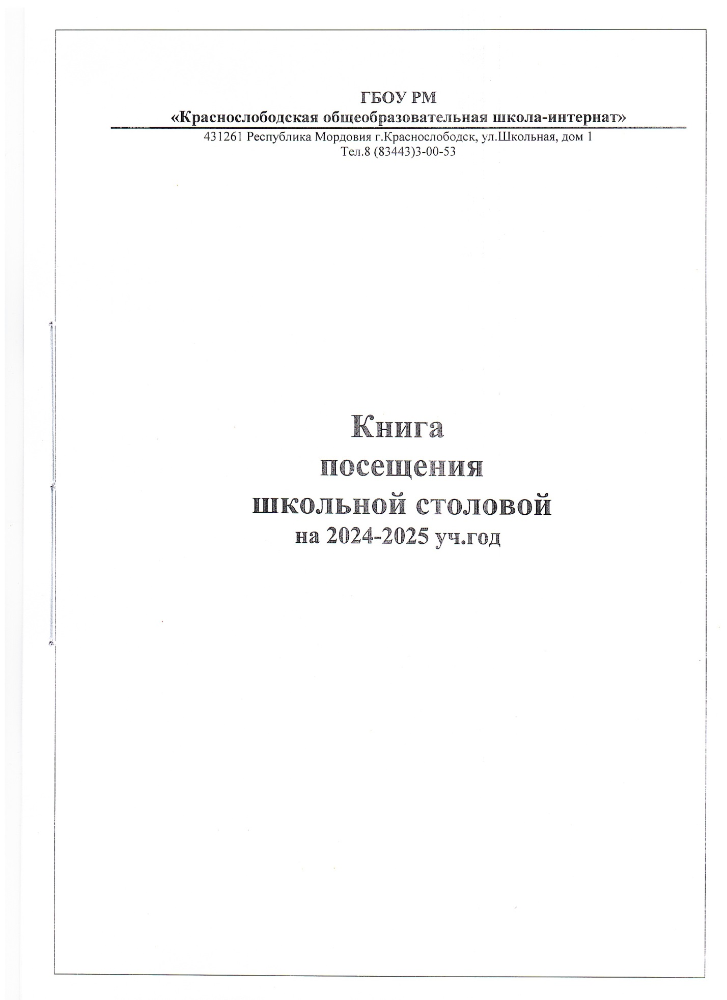 ГБОУ РМ
«Краснослободская общеобразовательная школа-интернат»
431261 Республика Мордовия г.Краснослободск, ул.Школьная, дом 1
Тел.8 (83443)3-00-53
Книга
посещения
школьной столовой
на 2024-2025 уч.год